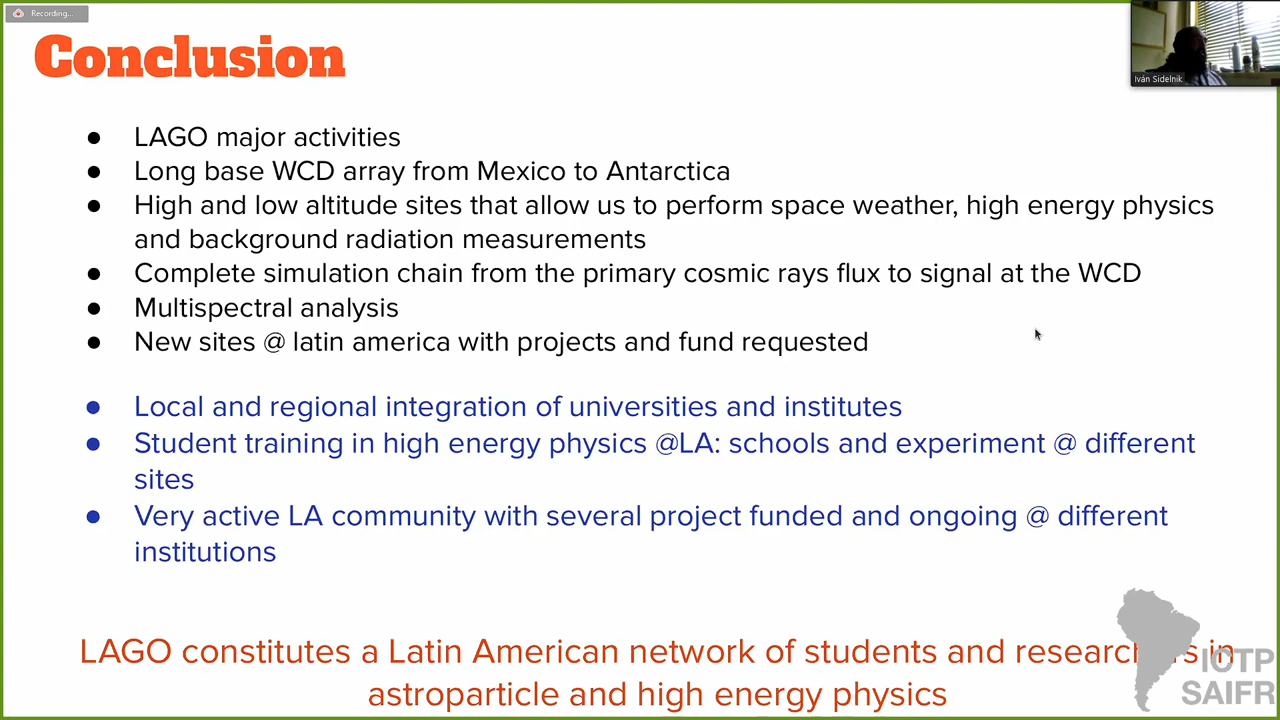 Recording...
Conclusion
Iván Sidelnik
● LAGO major activities
● Long base WCD array from Mexico to Antarctica
● High and low altitude sites that allow us to perform space weather, high energy physics
and background radiation measurements
● Complete simulation chain from the primary cosmic rays flux to signal at the WCD
● Multispectral analysis
● New sites @ latin america with projects and fund requested
● Local and regional integration of universities and institutes
● Student training in high energy physics @LA: schools and experiment @ different
sites
● Very active LA community with several project funded and ongoing @ different
institutions
LAGO constitutes a Latin American network of students and researchers in
astroparticle and high energy physics
ICTP
SAIFR